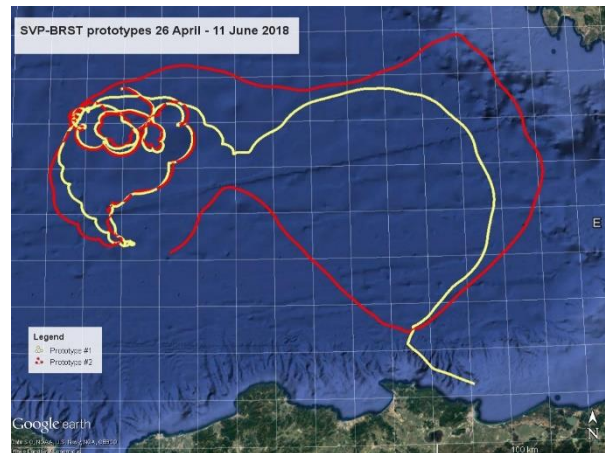 SVP-BRST prototypes 26 April - 11 June 2018
E
Legend
Prototype #1
Prototype #2
Google earth
100 km
N